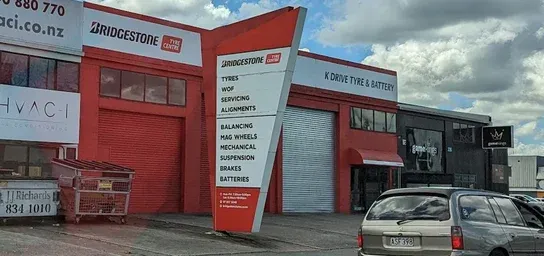 880 770
aci.co.nz
BRIDGESTONE
TYRE
CENTRE
HVAC-I
JJ Richards
834 1010
BRIDGESTONE
TYRE
CENTRE
TYRES
WOF
SERVICING
ALIGNMENTS
BALANCING
MAG WHEELS
MECHANICAL
SUSPENSION
BRAKES
BATTERIES
K DRIVE TYRE & BATTERY